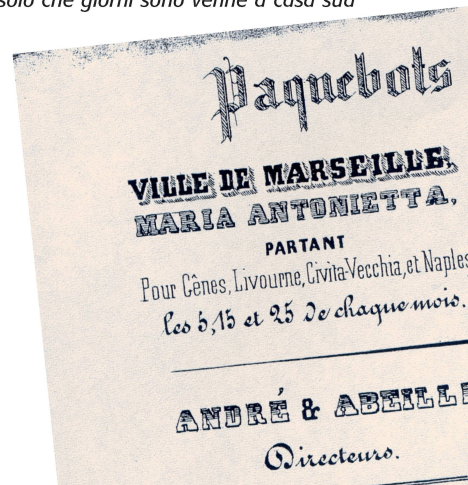 solo che giorni sono venne a casa sua
Paquebots
VILLE DE MARSEILLE,
MARIA ANTONIETTA,
PARTANT
Pour Gênes, Livourne, Civita-Vecchia, et Naples
les 5, 15 et 25 de chaque mois.
ANDRÉ & ABEILLE
Directeurs.